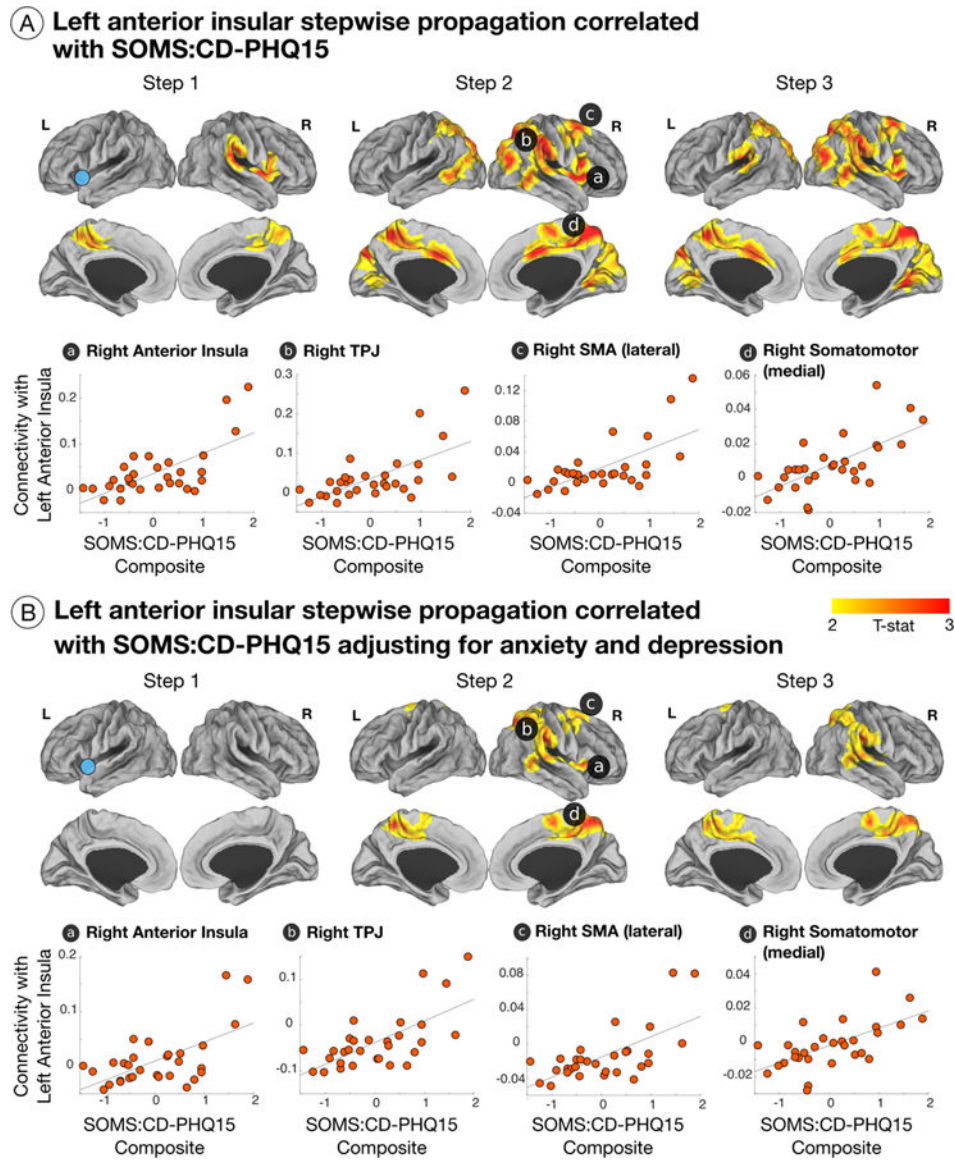 A Left anterior insular stepwise propagation correlated
with SOMS:CD-PHQ15
Step 1 Step 2 Step 3
L R L R
c
b
a
d
a Right Anterior Insula b Right TPJ c Right SMA (lateral) d Right Somatomotor
(medial)
Connectivity with
Left Anterior Insula
0.2
0.1
0
-1 0 1 2
0.3
0.2
0.1
0
-1 0 1 2
0.12
0.08
0.04
0
-0.04
-1 0 1 2
0.06
0.04
0.02
0
-0.02
-1 0 1 2
SOMS:CD-PHQ15 SOMS:CD-PHQ15 SOMS:CD-PHQ15 SOMS:CD-PHQ15
Composite Composite Composite Composite
B Left anterior insular stepwise propagation correlated
with SOMS:CD-PHQ15 adjusting for anxiety and depression
2 T-stat 3
Step 1 Step 2 Step 3
L R L R
c
b
a
d
a Right Anterior Insula b Right TPJ c Right SMA (lateral) d Right Somatomotor
(medial)
Connectivity with
Left Anterior Insula
0.2
0.1
0
-1 0 1 2
0.1
0
-0.1
-1 0 1 2
0.08
0.04
0
-0.04
-1 0 1 2
0.04
0.02
0
-0.02
-1 0 1 2
SOMS:CD-PHQ15 SOMS:CD-PHQ15 SOMS:CD-PHQ15 SOMS:CD-PHQ15
Composite Composite Composite Composite